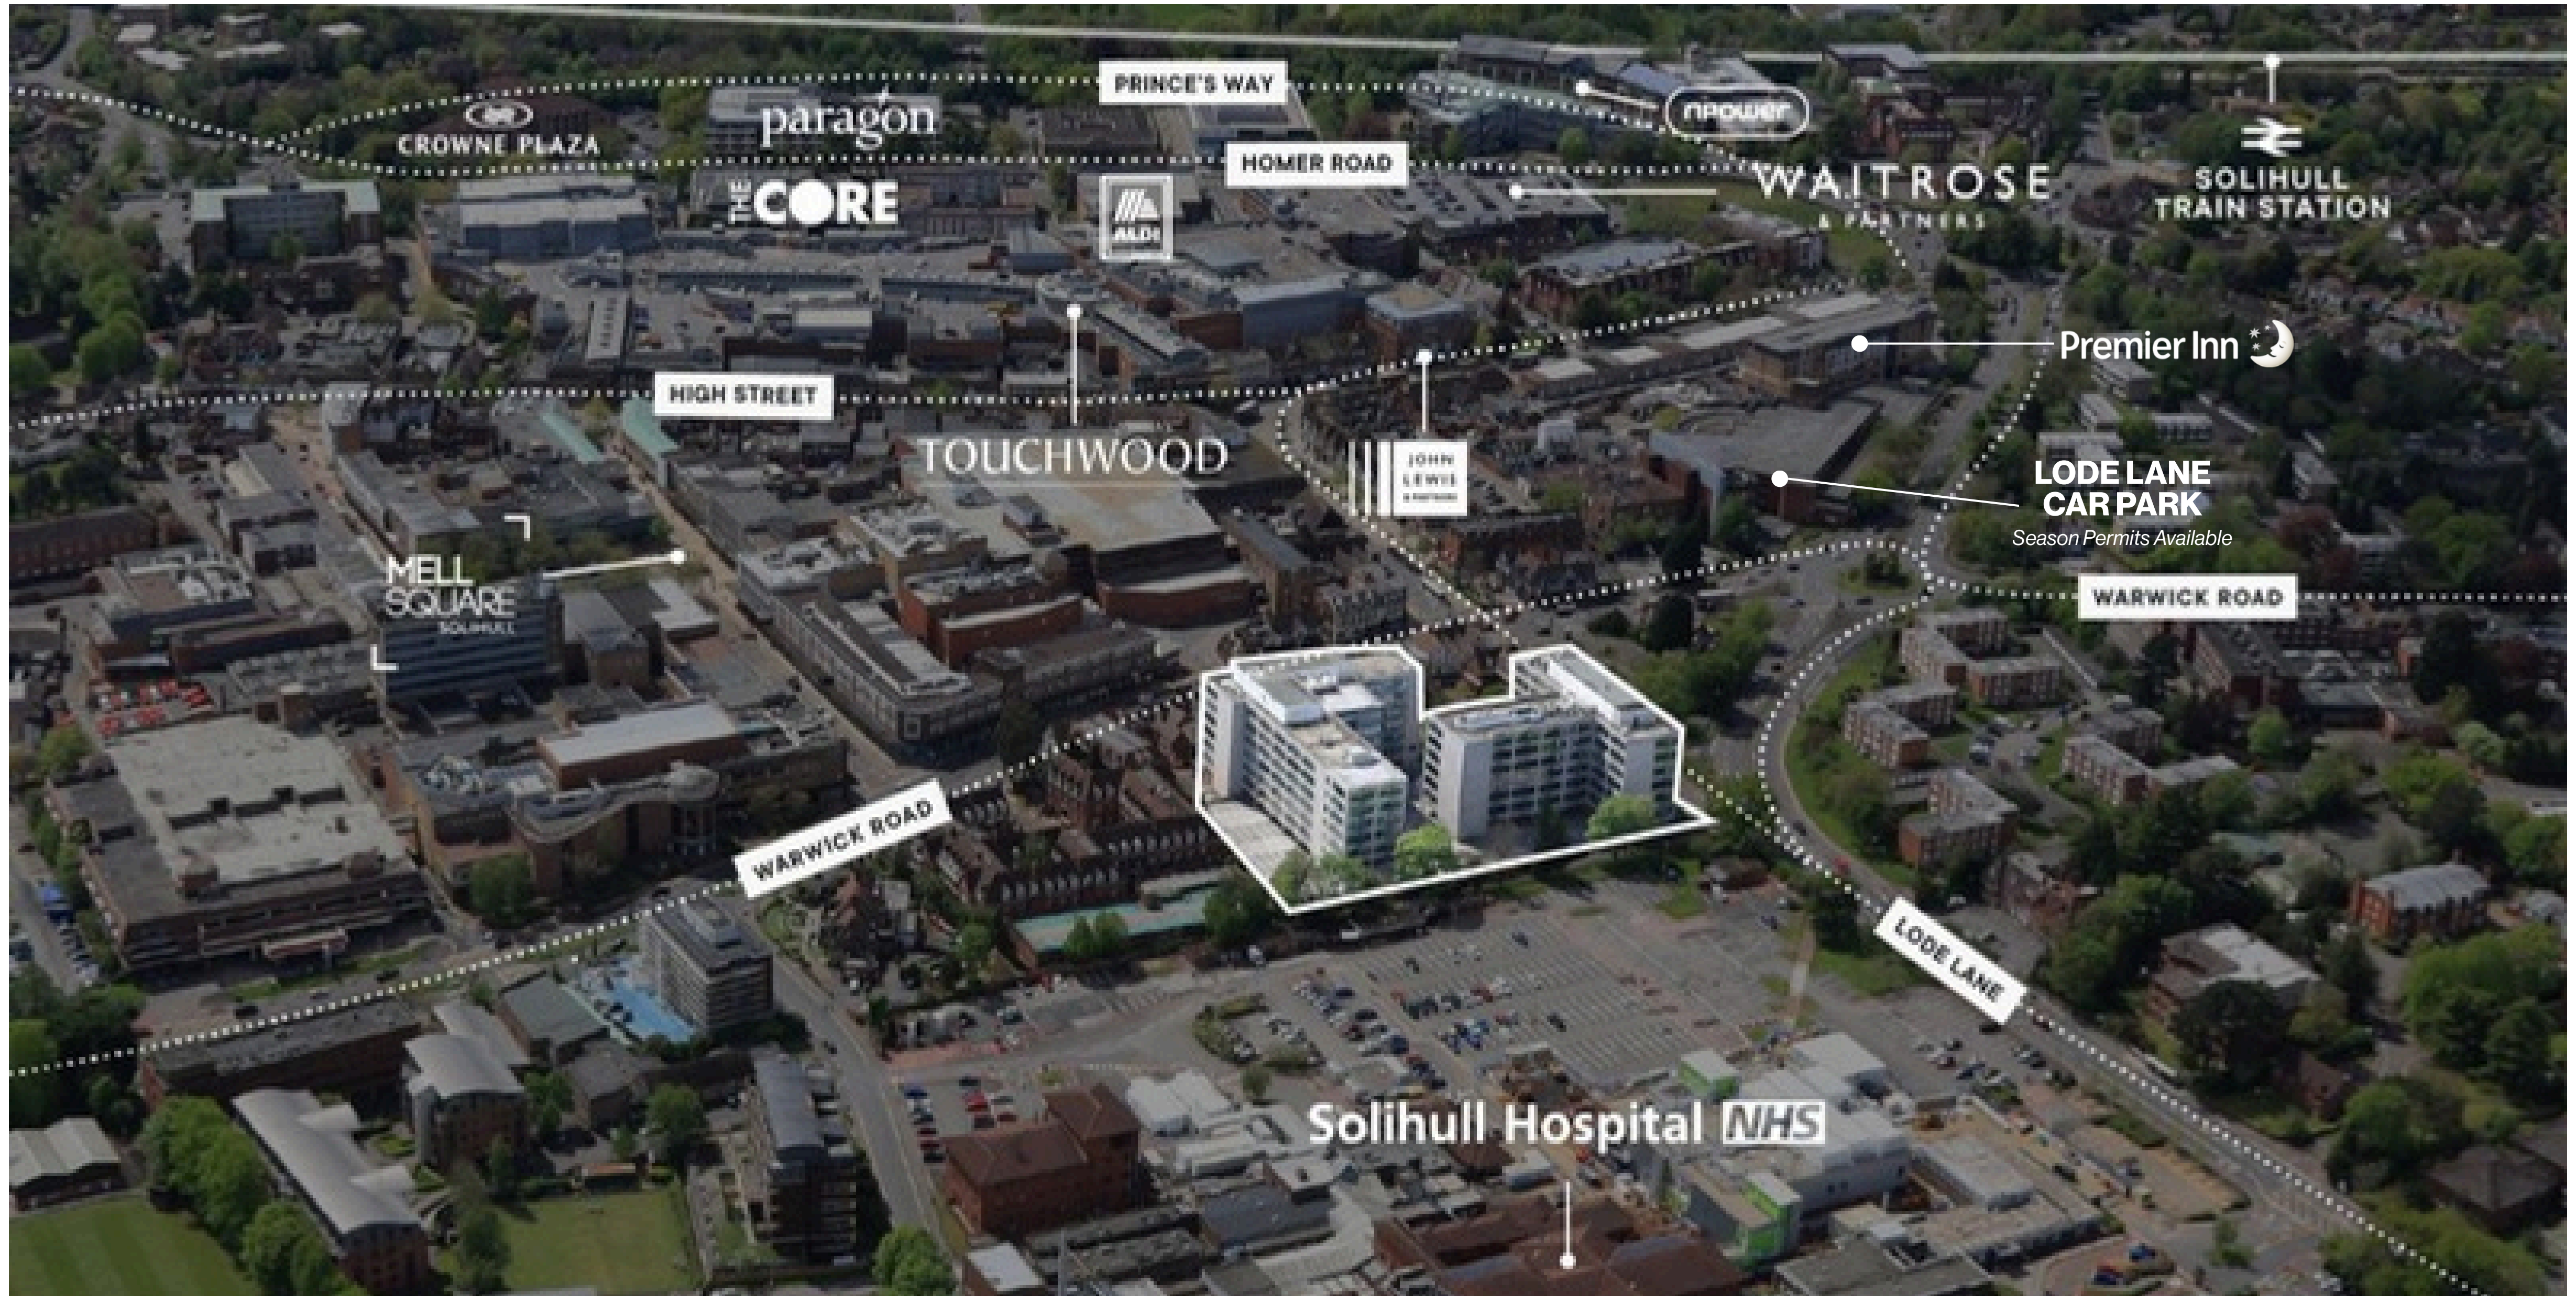 PRINCE'S WAY
CROWNE PLAZA
paragon
npower
HOMER ROAD
THE CORE
ALDI
WAITROSE
& PARTNERS
SOLIHULL
TRAIN STATION
Premier Inn
HIGH STREET
TOUCHWOOD
JOHN
LEWIS
& PARTNERS
LODE LANE
CAR PARK
Season Permits Available
MELL
SQUARE
SOLIHULL
WARWICK ROAD
WARWICK ROAD
LODE LANE
Solihull Hospital NHS